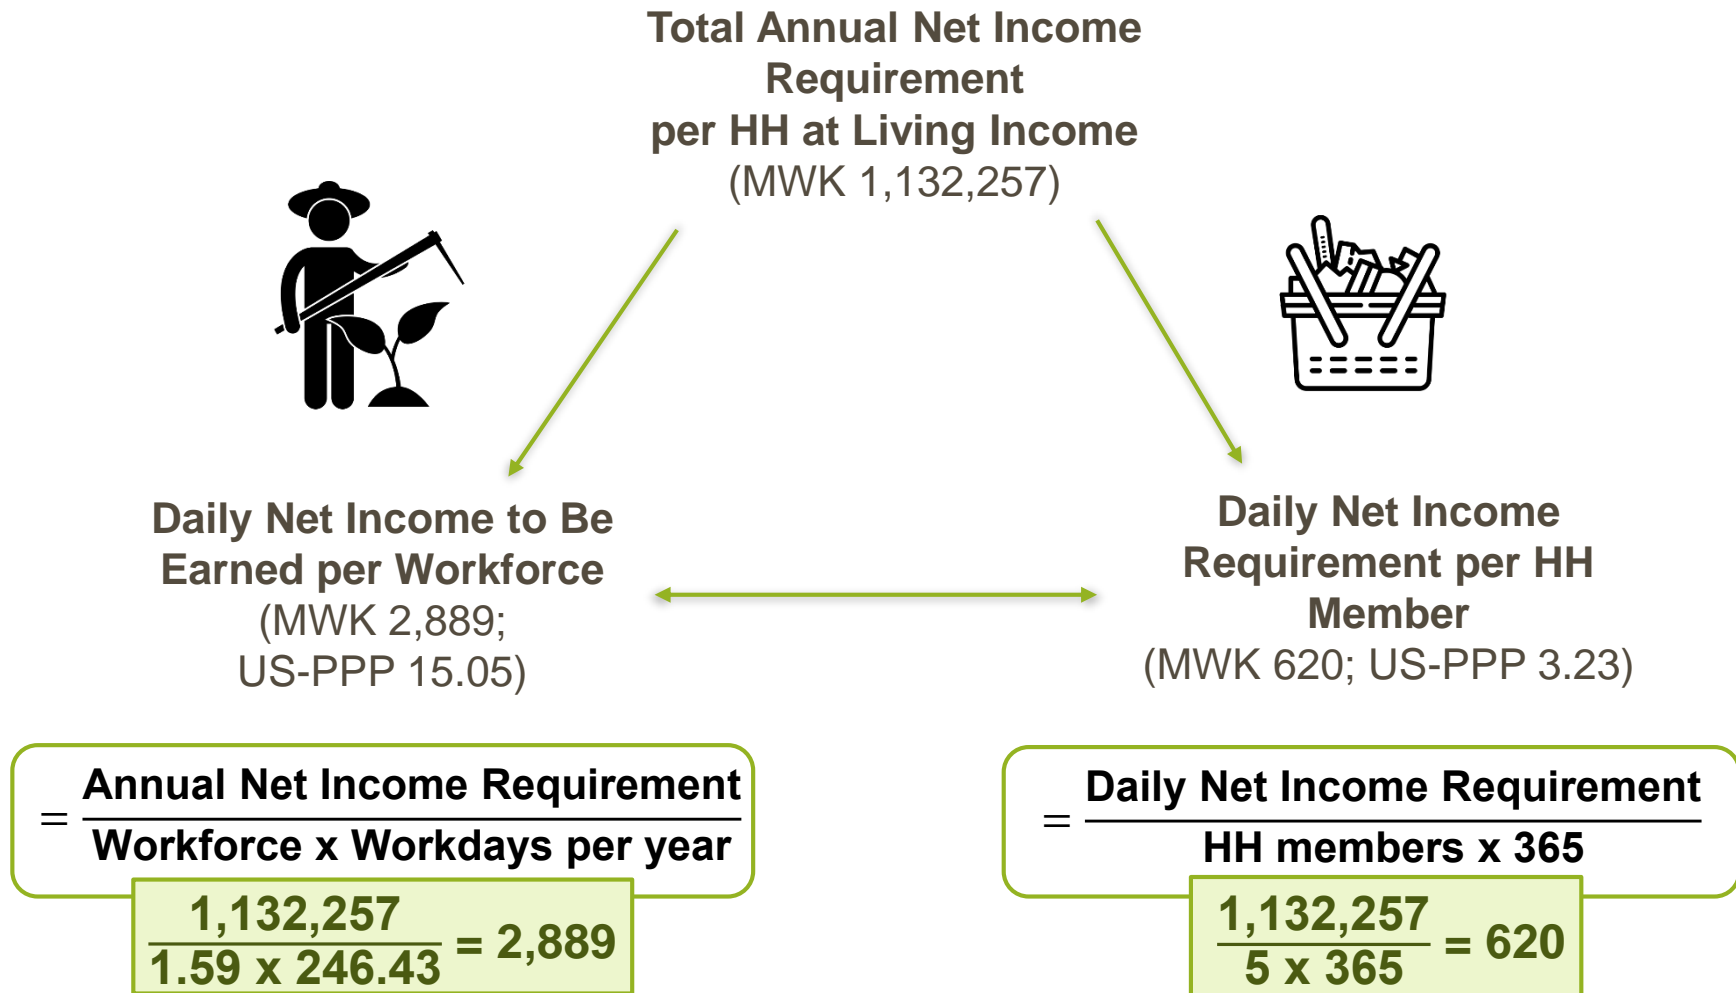 Total Annual Net Income
Requirement
per HH at Living Income
(MWK 1,132,257)
Daily Net Income to Be
Earned per Workforce
(MWK 2,889;
US-PPP 15.05)
Daily Net Income
Requirement per HH
Member
(MWK 620; US-PPP 3.23)
= Annual Net Income Requirement
Workforce x Workdays per year
1,132,257
1.59 x 246.43 = 2,889
= Daily Net Income Requirement
HH members x 365
1,132,257
5 x 365 = 620